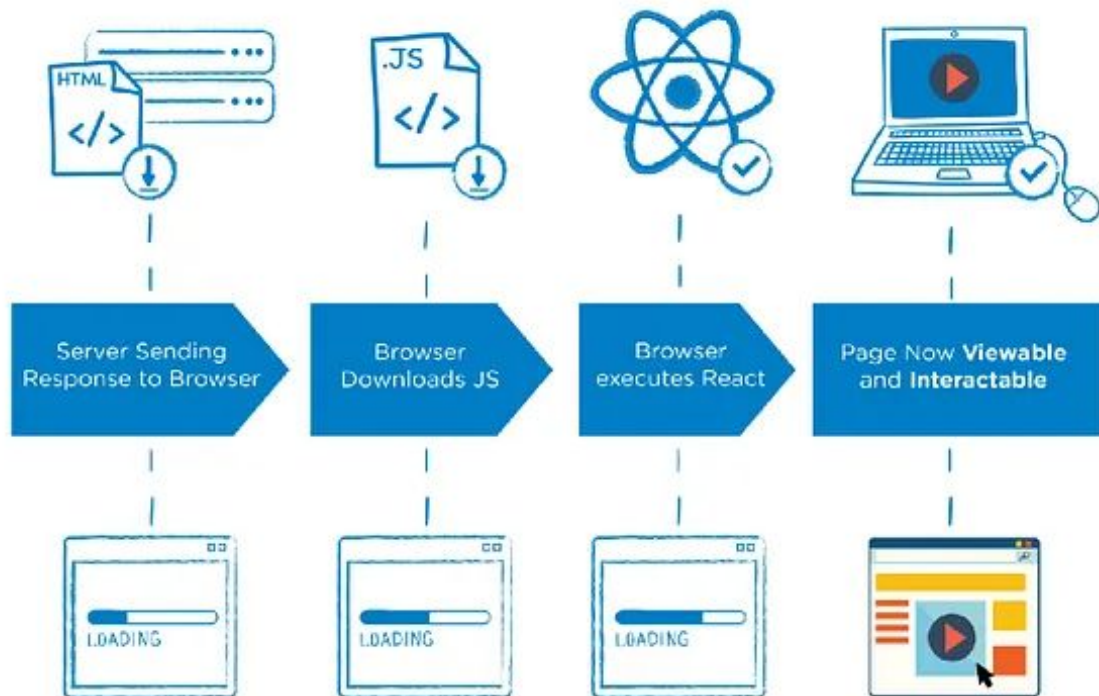 HTML
</>
.JS
</>
Server Sending
Response to Browser
Browser
Downloads JS
Browser
executes React
Page Now Viewable
and Interactable
LOADING
LOADING
LOADING